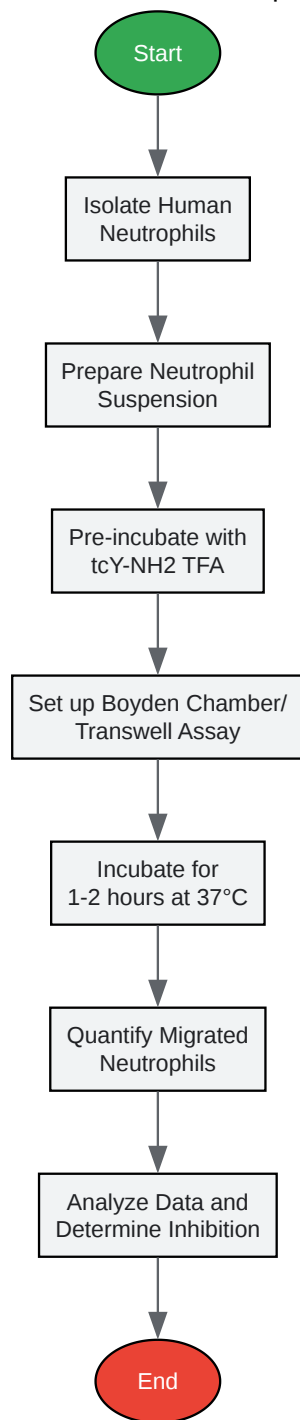 Start
Isolate Human
Neutrophils
Prepare Neutrophil
Suspension
Pre-incubate with
tcY-NH2 TFA
Set up Boyden Chamber/
Transwell Assay
Incubate for
1-2 hours at 37°C
Quantify Migrated
Neutrophils
Analyze Data and
Determine Inhibition
End